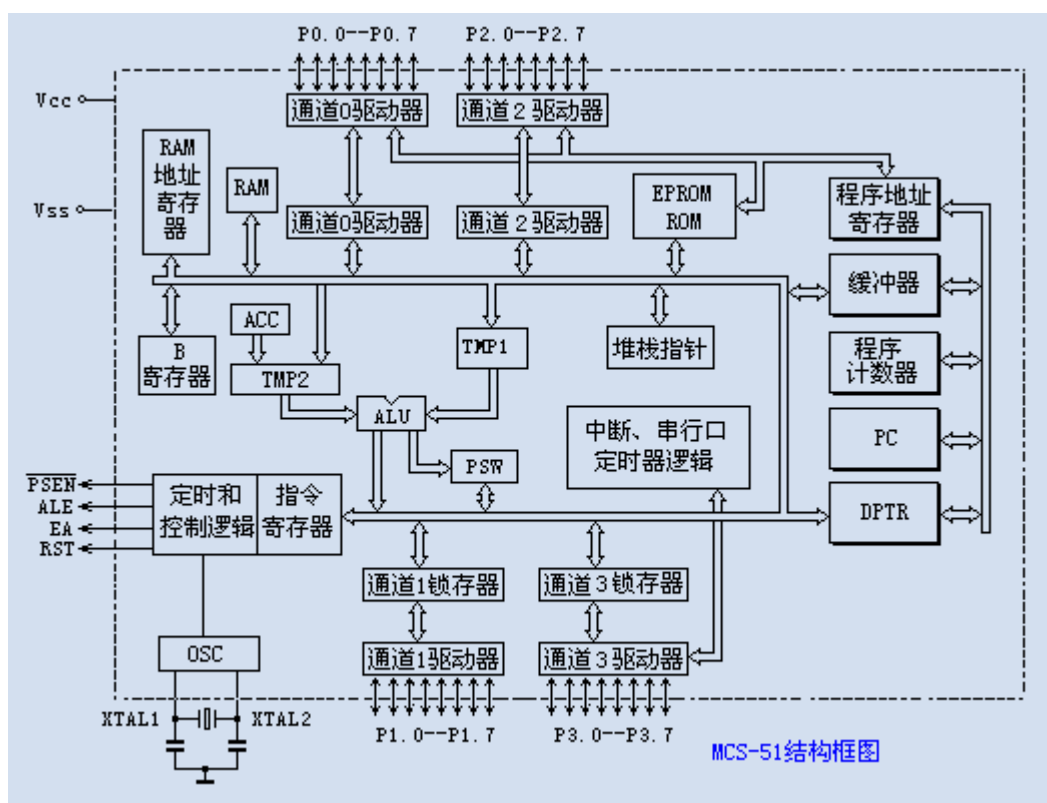 P0.0--P0.7
P2.0--P2.7
Vcc
通道0驱动器
通道2驱动器
RAM
地址
寄存
器
RAM
EPROM
ROM
程序地址
寄存器
Vss
通道0驱动器
通道2驱动器
缓冲器
ACC
B
寄存器
TMP2
TMP1
堆栈指针
程序
计数器
ALU
中断、串行口
定时器逻辑
PC
PSW
PSEN
ALE
EA
RST
定时和
控制逻辑
指令
寄存器
DPTR
通道1锁存器
通道3锁存器
OSC
通道1驱动器
通道3驱动器
XTAL1
XTAL2
P1.0--P1.7
P3.0--P3.7
MCS-51结构框图